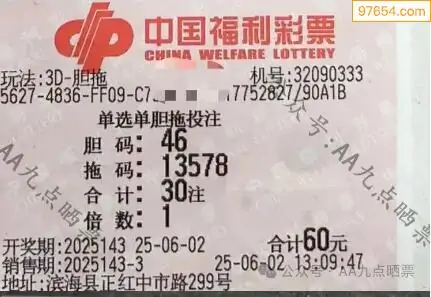 97654.com
中国福利彩票
CHINA WELFARE LOTTERY
玩法:3D-胆拖 机号:32090333
5627-4836-FF09-C7 7752827/90A1B
单选单胆拖投注
胆 码: 46
拖 码: 13578
合 计: 30注
倍 数: 1
开奖期:2025143 25-06-02 合计60元
销售期:2025143-3 25-06-02 13:09:47
地址:滨海县正红中市路299号
公众号:AA九点晒票
AA九点晒票
公众号 · AA九点晒票